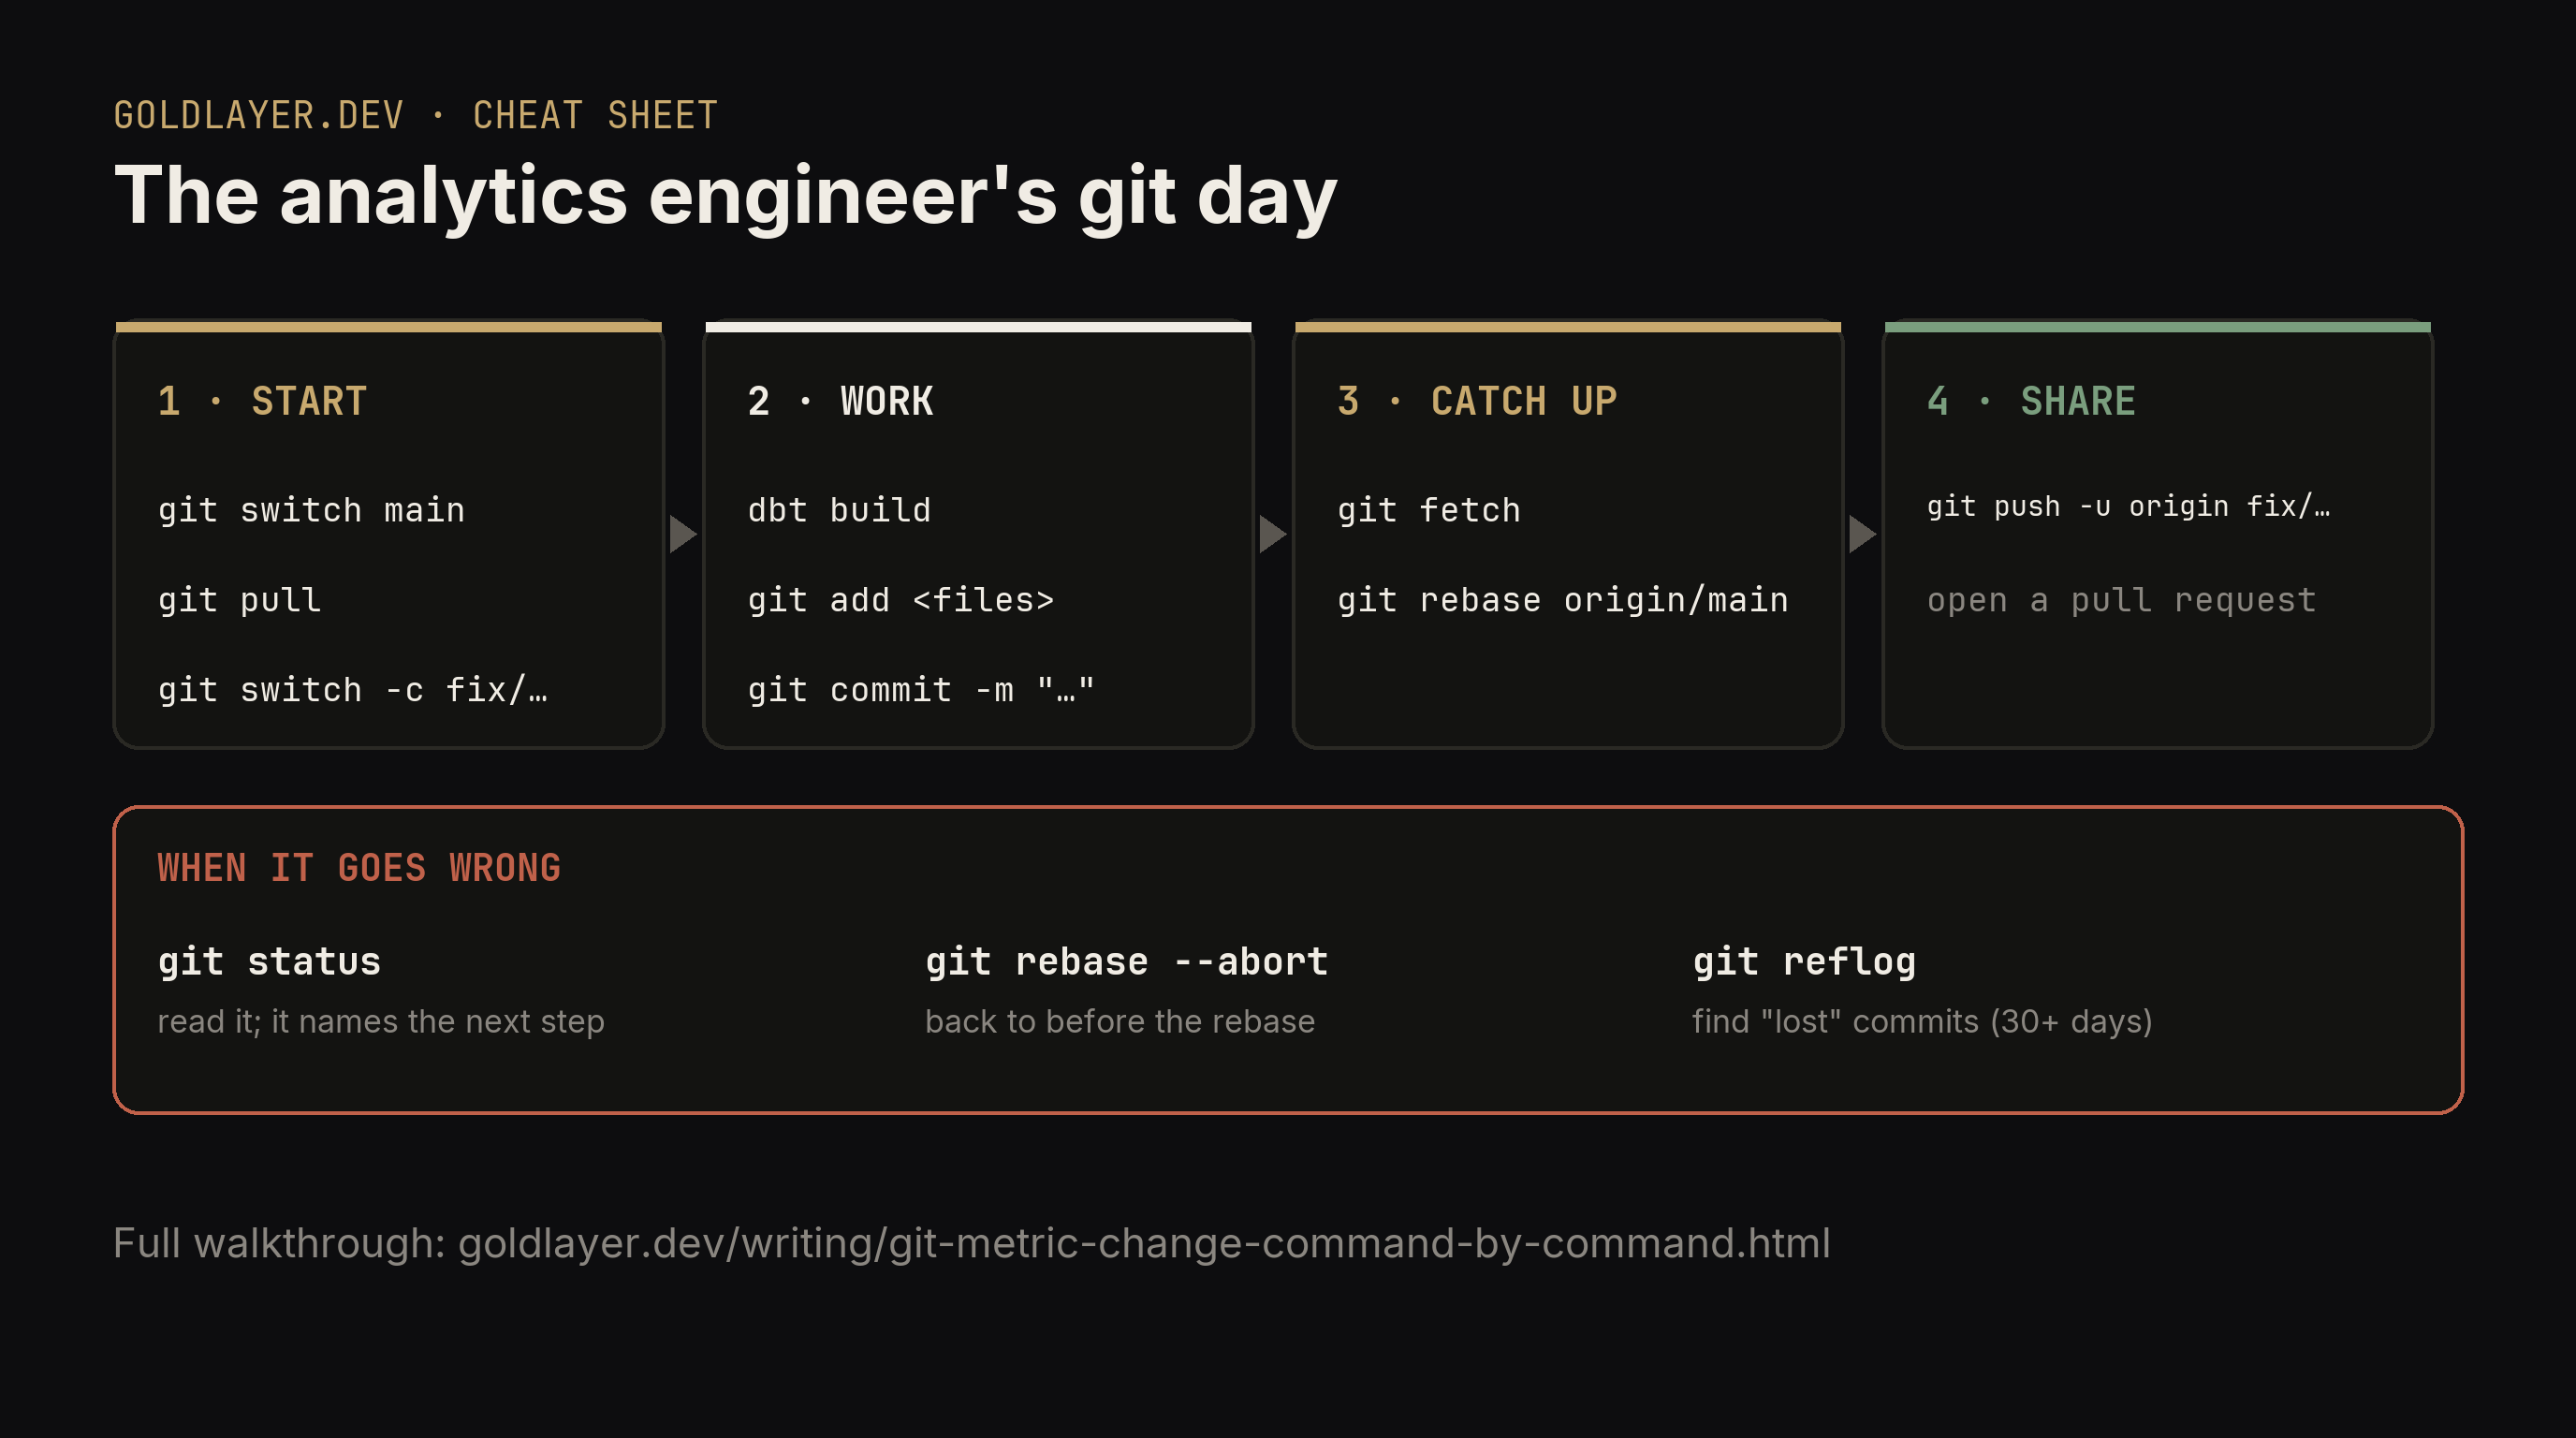 GOLDLAYER.DEV · CHEAT SHEET
The analytics engineer's git day
1 · START
git switch main
git pull
git switch -c fix/…
2 · WORK
dbt build
git add <files>
git commit -m "…"
3 · CATCH UP
git fetch
git rebase origin/main
4 · SHARE
git push -u origin fix/…
open a pull request
WHEN IT GOES WRONG
git status
read it; it names the next step
git rebase --abort
back to before the rebase
git reflog
find "lost" commits (30+ days)
Full walkthrough: goldlayer.dev/writing/git-metric-change-command-by-command.html